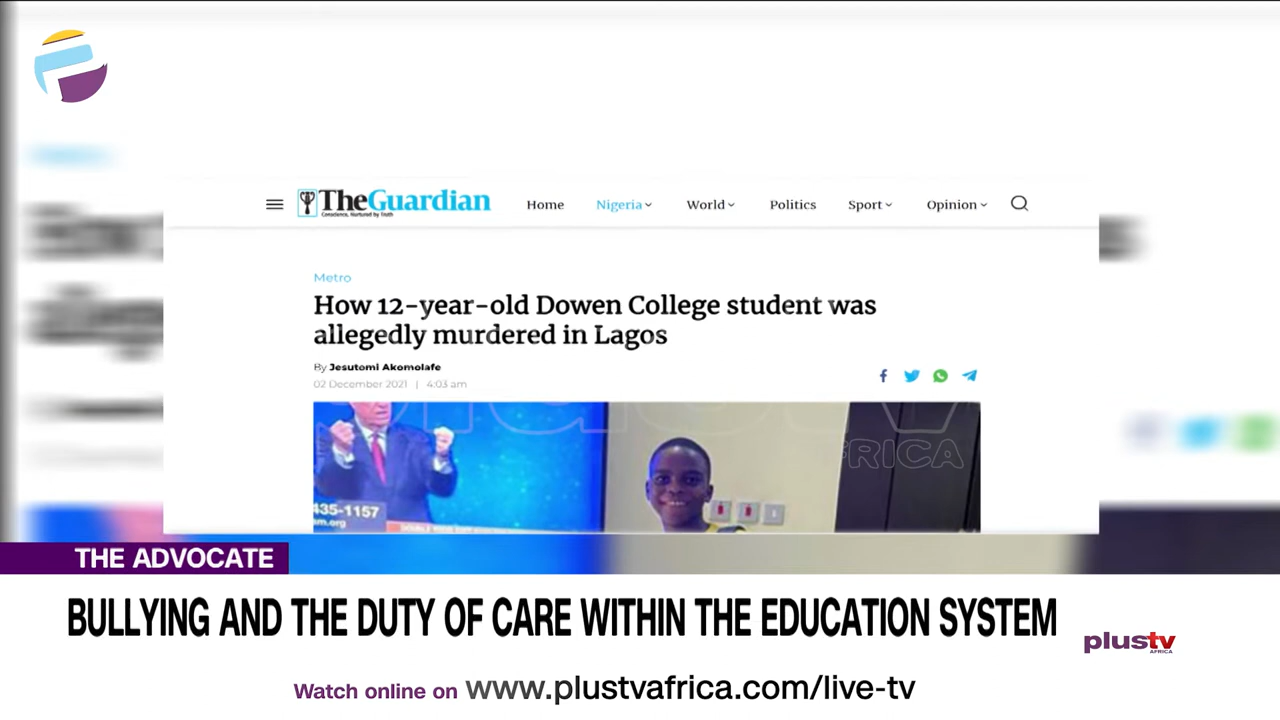 TheGuardian
Conscience, Nurtured by Truth
Home Nigeria World Politics Sport Opinion
Metro
How 12-year-old Dowen College student was
allegedly murdered in Lagos
By Jesutomi Akomolafe
02 December 2021 | 4:03 am
AFRICA
435-1157
m.org
THE ADVOCATE
BULLYING AND THE DUTY OF CARE WITHIN THE EDUCATION SYSTEM
plustv
AFRICA
Watch online on www.plustvafrica.com/live-tv